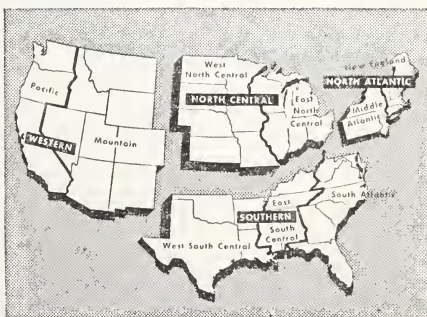 Pacific
WESTERN
Mountain
West
North Central
NORTH CENTRAL
East
North
Central
New England
NORTH ATLANTIC
Middle
Atlantic
West South Central
SOUTHERN
East
South
Central
South Atlantic